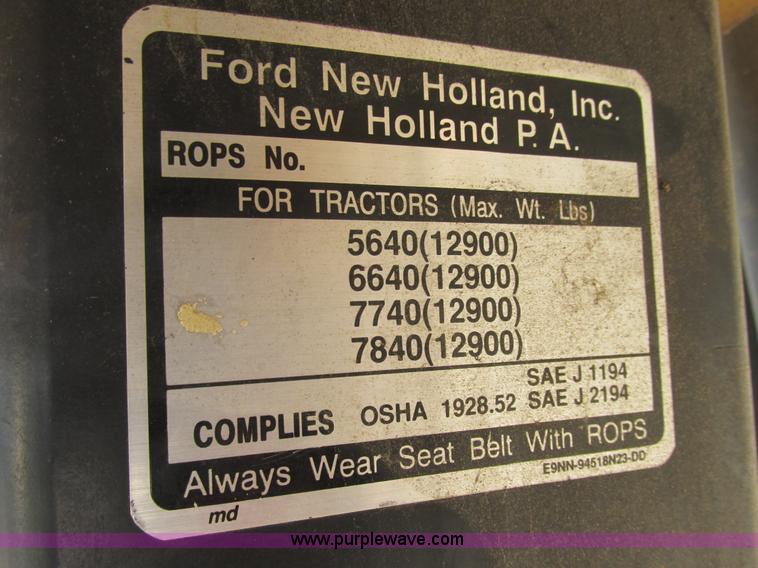 Ford New Holland, Inc.
New Holland P. A.
ROPS No.
FOR TRACTORS (Max. Wt. Lbs)
5640(12900)
6640(12900)
7740(12900)
7840(12900)
COMPLIES OSHA 1928.52 SAE J 1194
SAE J 2194
Always Wear Seat Belt With ROPS
E9NN-94518N23-DD
md
www.purplewave.com